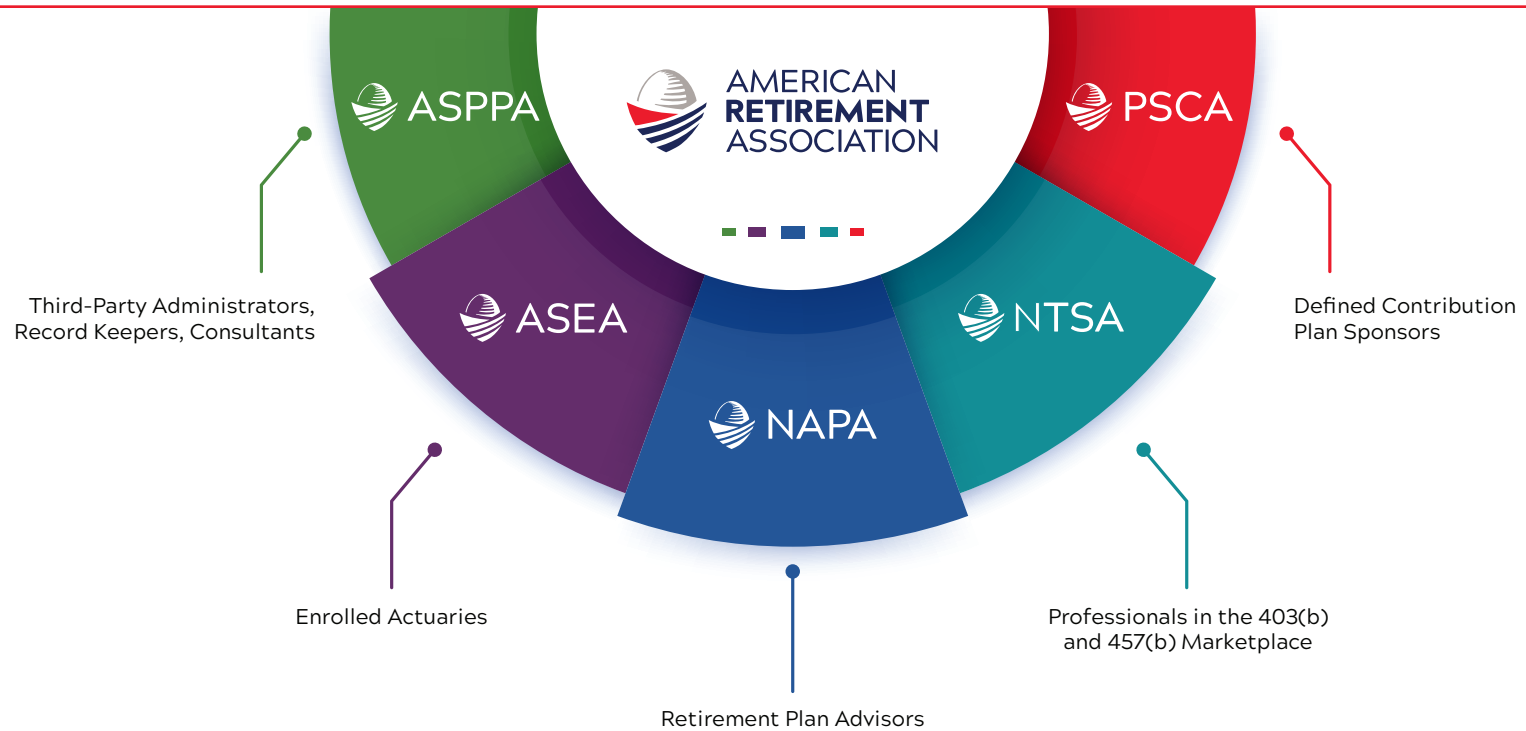 AMERICAN
RETIREMENT
ASSOCIATION
ASPPA
PSCA
ASEA
NTSA
NAPA
Third-Party Administrators,
Record Keepers, Consultants
Defined Contribution
Plan Sponsors
Enrolled Actuaries
Professionals in the 403(b)
and 457(b) Marketplace
Retirement Plan Advisors